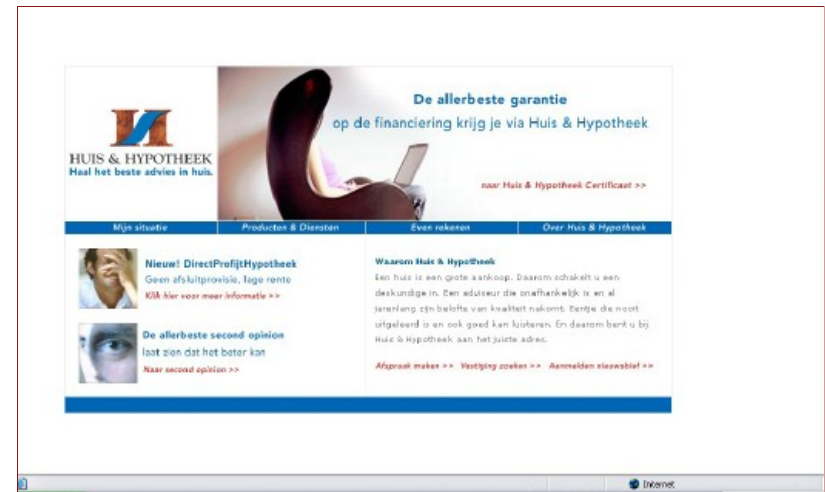 De allerbeste garantie
op de financiering krijg je via Huis & Hypotheek
HUIS & HYPOTHEEK
Haal het beste advies in huis.
naar Huis & Hypotheek Certificaat >>
Mijn situatie
Producten & Diensten
Even rekenen
Over Huis & Hypotheek
Nieuw! DirectProfijtHypotheek
Geen afsluitprovisie, lage rente
Klik hier voor meer informatie >>
De allerbeste second opinion
laat zien dat het beter kan
Naar second opinion >>
Waarom Huis & Hypotheek
Een huis is een grote aankoop. Daarom schakelt u een
deskundige in. Een adviseur die onafhankelijk is en al
jarenlang zijn belofte van kwaliteit nakomt. Eentje die nooit
uitgeleerd is en ook goed kan luisteren. En daarom bent u bij
Huis & Hypotheek aan het juiste adres.
Afspraak maken >> Vestiging zoeken >> Aanmelden nieuwsbrief >>
Internet